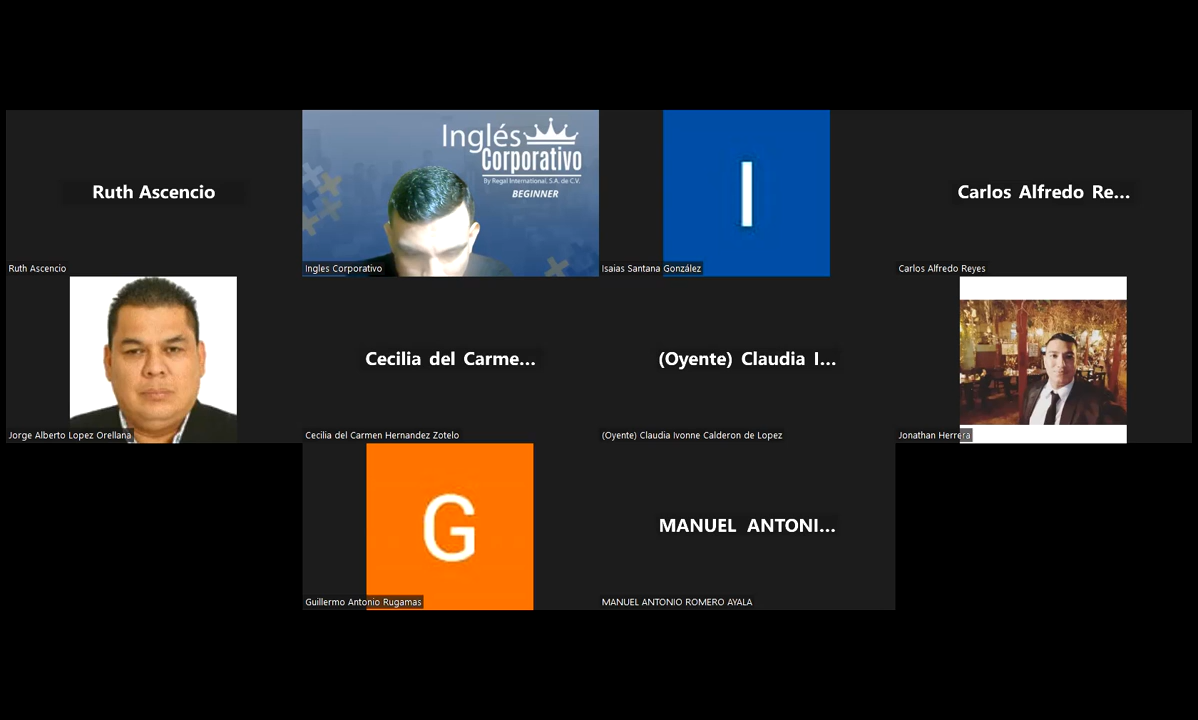 Ruth Ascencio
Ruth Ascencio
Inglés
Corporativo
By Regal International, S.A. de C.V.
BEGINNER
Ingles Corporativo
I
Isaias Santana González
Carlos Alfredo Re...
Carlos Alfredo Reyes
Jorge Alberto Lopez Orellana
Cecilia del Carme...
Cecilia del Carmen Hernandez Zotelo
(Oyente) Claudia I...
(Oyente) Claudia Ivonne Calderon de Lopez
Jonathan Herrera
G
Guillermo Antonio Rugamas
MANUEL ANTONI...
MANUEL ANTONIO ROMERO AYALA